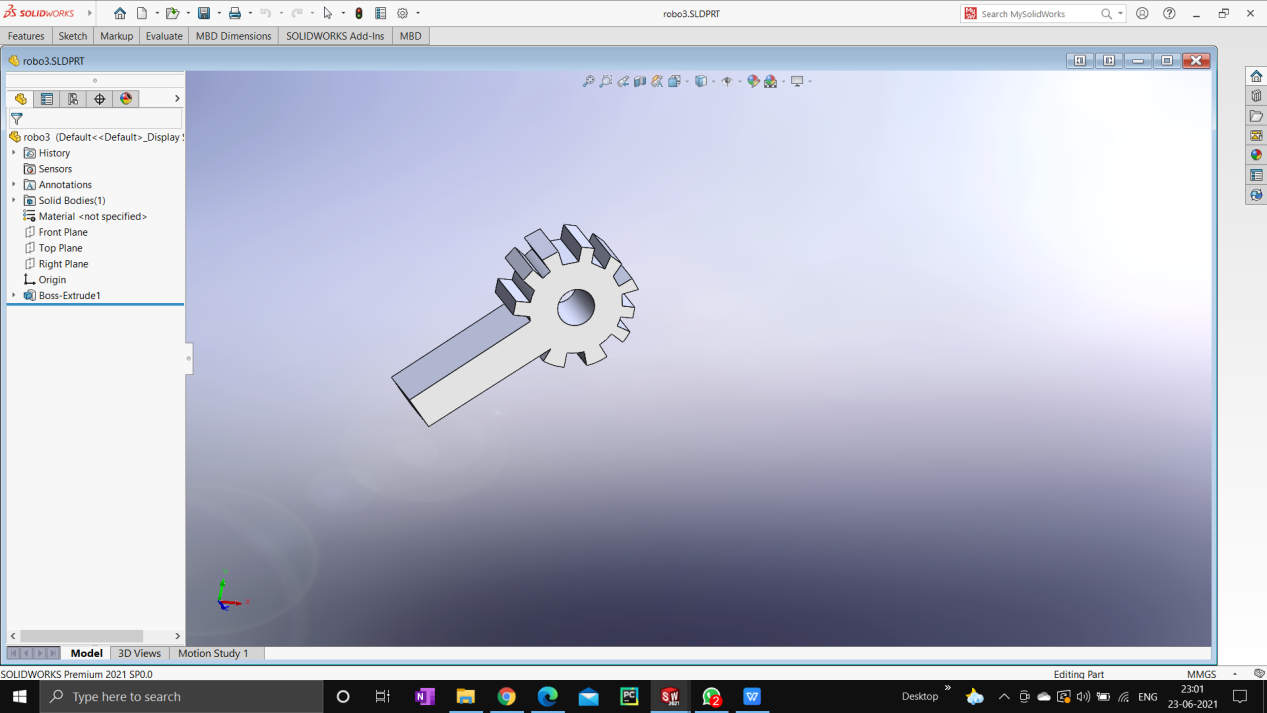 SOLIDWORKS
robo3.SLDPRT
Search MySolidWorks
Features Sketch Markup Evaluate MBD Dimensions SOLIDWORKS Add-Ins MBD
robo3.SLDPRT
robo3 (Default<<Default>_Display S
History
Sensors
Annotations
Solid Bodies(1)
Material <not specified>
Front Plane
Top Plane
Right Plane
Origin
Boss-Extrude1
Model 3D Views Motion Study 1
SOLIDWORKS Premium 2021 SP0.0
Editing Part
MMGS
Type here to search
Desktop
ENG
23:01
23-06-2021